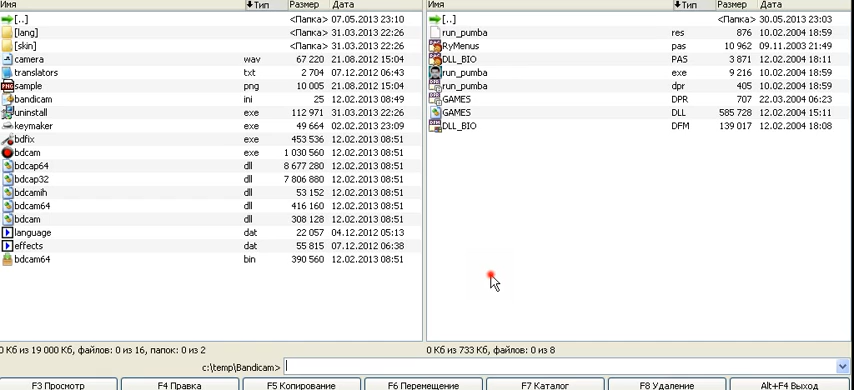 Имя Тип Размер Дата
[..] <Папка> 07.05.2013 23:10
[lang] <Папка> 31.03.2013 22:26
[skin] <Папка> 31.03.2013 22:26
camera wav 67 220 21.08.2012 15:04
translators txt 2 704 07.12.2012 06:43
sample png 10 005 21.08.2012 15:04
bandicam ini 25 12.02.2013 08:49
uninstall exe 112 971 31.03.2013 22:26
keymaker exe 49 664 02.02.2013 23:09
bdfix exe 453 536 12.02.2013 08:51
bdcam exe 1 030 560 12.02.2013 08:51
bdcap64 dll 8 677 280 12.02.2013 08:51
bdcap32 dll 7 806 880 12.02.2013 08:51
bdcamih dll 53 152 12.02.2013 08:51
bdcam64 dll 416 160 12.02.2013 08:51
bdcam dll 308 128 12.02.2013 08:51
language dat 22 057 04.12.2012 05:13
effects dat 55 815 07.12.2012 06:38
bdcam64 bin 390 560 12.02.2013 08:51
0 Кб из 19 000 Кб, файлов: 0 из 16, папок: 0 из 2
Имя Тип Размер Дата
[..] <Папка> 30.05.2013 23:03
run_pumba res 876 10.02.2004 18:59
RyMenus pas 10 962 09.11.2003 21:49
DLL_BIO PAS 3 871 12.02.2004 18:11
run_pumba exe 9 216 10.02.2004 18:59
run_pumba dpr 405 10.02.2004 18:59
GAMES DPR 707 22.03.2004 06:23
GAMES DLL 585 728 12.02.2004 15:11
DLL_BIO DFM 139 017 12.02.2004 18:08
0 Кб из 733 Кб, файлов: 0 из 8
c:\temp\Bandicam>
F3 Просмотр F4 Правка F5 Копирование F6 Перемещение F7 Каталог F8 Удаление Alt+F4 Выход